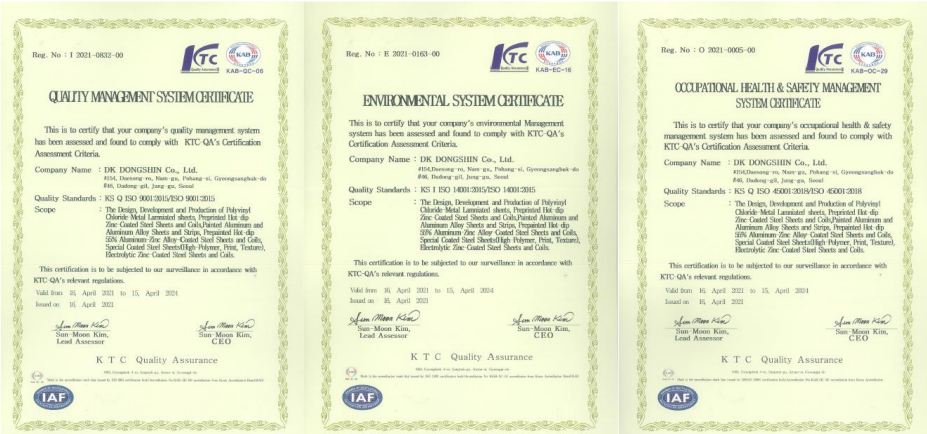 Reg. No : I 2021-0832-00
KTC
Quality Assurance
KAB
KAB-QC-06
QUALITY MANAGEMENT SYSTEM CERTIFICATE
This is to certify that your company's quality management system
has been assessed and found to comply with KTC-QA's
Certification Assessment Criteria.
Company Name : DK DONGSHIN Co., Ltd.
#154, Daesong-ro, Nam-gu, Pohang-si, Gyeongsangbuk-do
#46, Dadong-gil, Jung-gu, Seoul
Quality Standards : KS Q ISO 9001:2015/ISO 9001:2015
Scope : The Design, Development and Production of Polyvinyl
Chloride Metal Lamniated sheets, Preprinted Hot-dip
Zinc-Coated Steel Sheets and Coils,Painted Aluminum and
Aluminum Alloy Sheets and Strips, Prepainted Hot-dip
55% Aluminum-Zinc Alloy-Coated Steel Sheets and Coils,
Special Coated Steel Sheets(High-Polymer, Print, Texture),
Electrolytic Zinc-Coated Steel Sheets and Coils.
This certification is to be subjected to our surveillance in accordance with
KTC-QA's relevant regulations.
Valid from 16, April 2021 to 15, April 2024
Issued on 16, April 2021
Sun-Moon Kim,
Lead Assessor
Sun-Moon Kim,
CEO
K T C Quality Assurance
IAF
Reg. No : E 2021-0163-00
KTC
Quality Assurance
KAB
KAB-EC-18
ENVIRONMENTAL SYSTEM CERTIFICATE
This is to certify that your company's environmental Management
system has been assessed and found to comply with KTC-QA's
Certification Assessment Criteria.
Company Name : DK DONGSHIN Co., Ltd.
#154,Daesong-ro, Nam-gu, Pohang-si, Gyeongsangbuk-do
#46, Dadong-gil, Jung-gu, Seoul
Quality Standards : KS I ISO 14001:2015/ISO 14001:2015
Scope : The Design, Development and Production of Polyvinyl
Chloride Metal Lamniated sheets, Preprinted Hot-dip
Zinc-Coated Steel Sheets and Coils,Painted Aluminum and
Aluminum Alloy Sheets and Strips, Prepainted Hot-dip
55% Aluminum-Zinc Alloy-Coated Steel Sheets and Coils,
Special Coated Steel Sheets(High-Polymer, Print, Texture),
Electrolytic Zinc-Coated Steel Sheets and Coils.
This certification is to be subjected to our surveillance in accordance with
KTC-QA's relevant regulations.
Valid from 16, April 2021 to 15, April 2024
Issued on 16, April 2021
Sun-Moon Kim,
Lead Assessor
Sun-Moon Kim,
CEO
K T C Quality Assurance
IAF
Reg. No : O 2021-0005-00
KTC
Quality Assurance
KAB
KAB-OC-29
OCCUPATIONAL HEALTH & SAFETY MANAGEMENT
SYSTEM CERTIFICATE
This is to certify that your company's occupational health & safety
management system has been assessed and found to comply with
KTC-QA's Certification Assessment Criteria.
Company Name : DK DONGSHIN Co., Ltd.
#154,Daesong-ro, Nam-gu, Pohang-si, Gyeongsangbuk-do
#46, Dadong-gil, Jung-gu, Seoul
Quality Standards : KS Q ISO 45001:2018/ISO 45001:2018
Scope : The Design, Development and Production of Polyvinyl
Chloride Metal Lamniated sheets, Preprinted Hot-dip
Zinc-Coated Steel Sheets and Coils,Painted Aluminum and
Aluminum Alloy Sheets and Strips, Prepainted Hot-dip
55% Aluminum-Zinc Alloy-Coated Steel Sheets and Coils,
Special Coated Steel Sheets(High-Polymer, Print, Texture),
Electrolytic Zinc-Coated Steel Sheets and Coils.
This certification is to be subjected to our surveillance in accordance with
KTC-QA's relevant regulations.
Valid from 16, April 2021 to 15, April 2024
Issued on 16, April 2021
Sun-Moon Kim,
Lead Assessor
Sun-Moon Kim,
CEO
K T C Quality Assurance
IAF